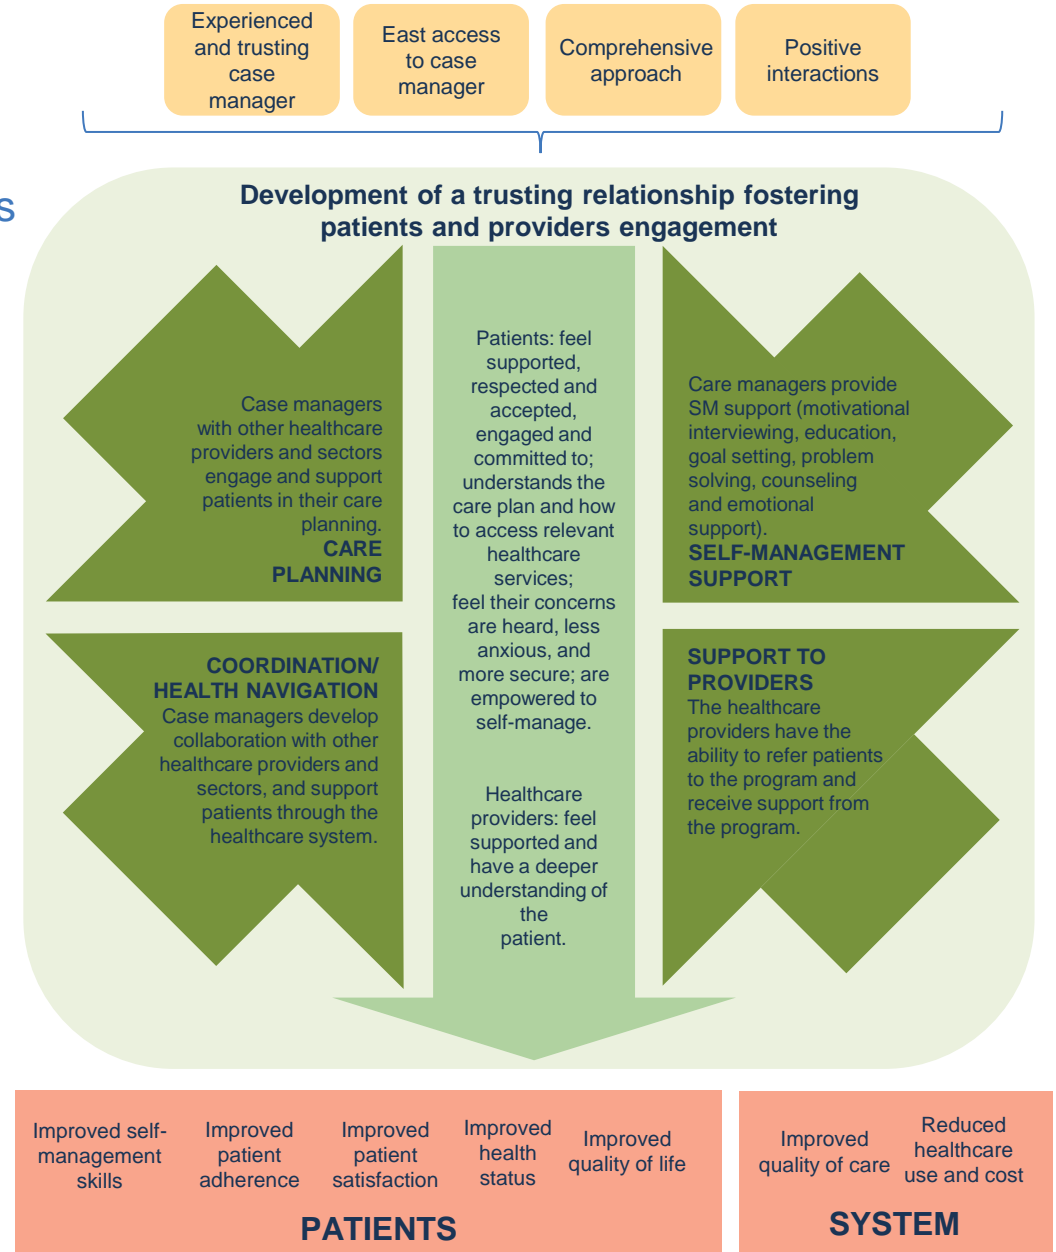 Experienced
and trusting
case
manager
East access
to case
manager
Comprehensive
approach
Positive
interactions
s
Development of a trusting relationship fostering
patients and providers engagement
Case managers
with other healthcare
providers and sectors
engage and support
patients in their care
planning.
CARE
PLANNING
Patients: feel
supported,
respected and
accepted,
engaged and
committed to;
understands the
care plan and how
to access relevant
healthcare
services;
feel their concerns
are heard, less
anxious, and
more secure; are
empowered to
self-manage.
Healthcare
providers: feel
supported and
have a deeper
understanding of
the
patient.
Care managers provide
SM support (motivational
interviewing, education,
goal setting, problem
solving, counseling
and emotional
support).
SELF-MANAGEMENT
SUPPORT
COORDINATION/
HEALTH NAVIGATION
Case managers develop
collaboration with other
healthcare providers and
sectors, and support
patients through the
healthcare system.
SUPPORT TO
PROVIDERS
The healthcare
providers have the
ability to refer patients
to the program and
receive support from
the program.
Improved self-
management
skills
Improved
patient
adherence
Improved
patient
satisfaction
Improved
health
status
Improved
quality of life
PATIENTS
Improved
quality of care
Reduced
healthcare
use and cost
SYSTEM